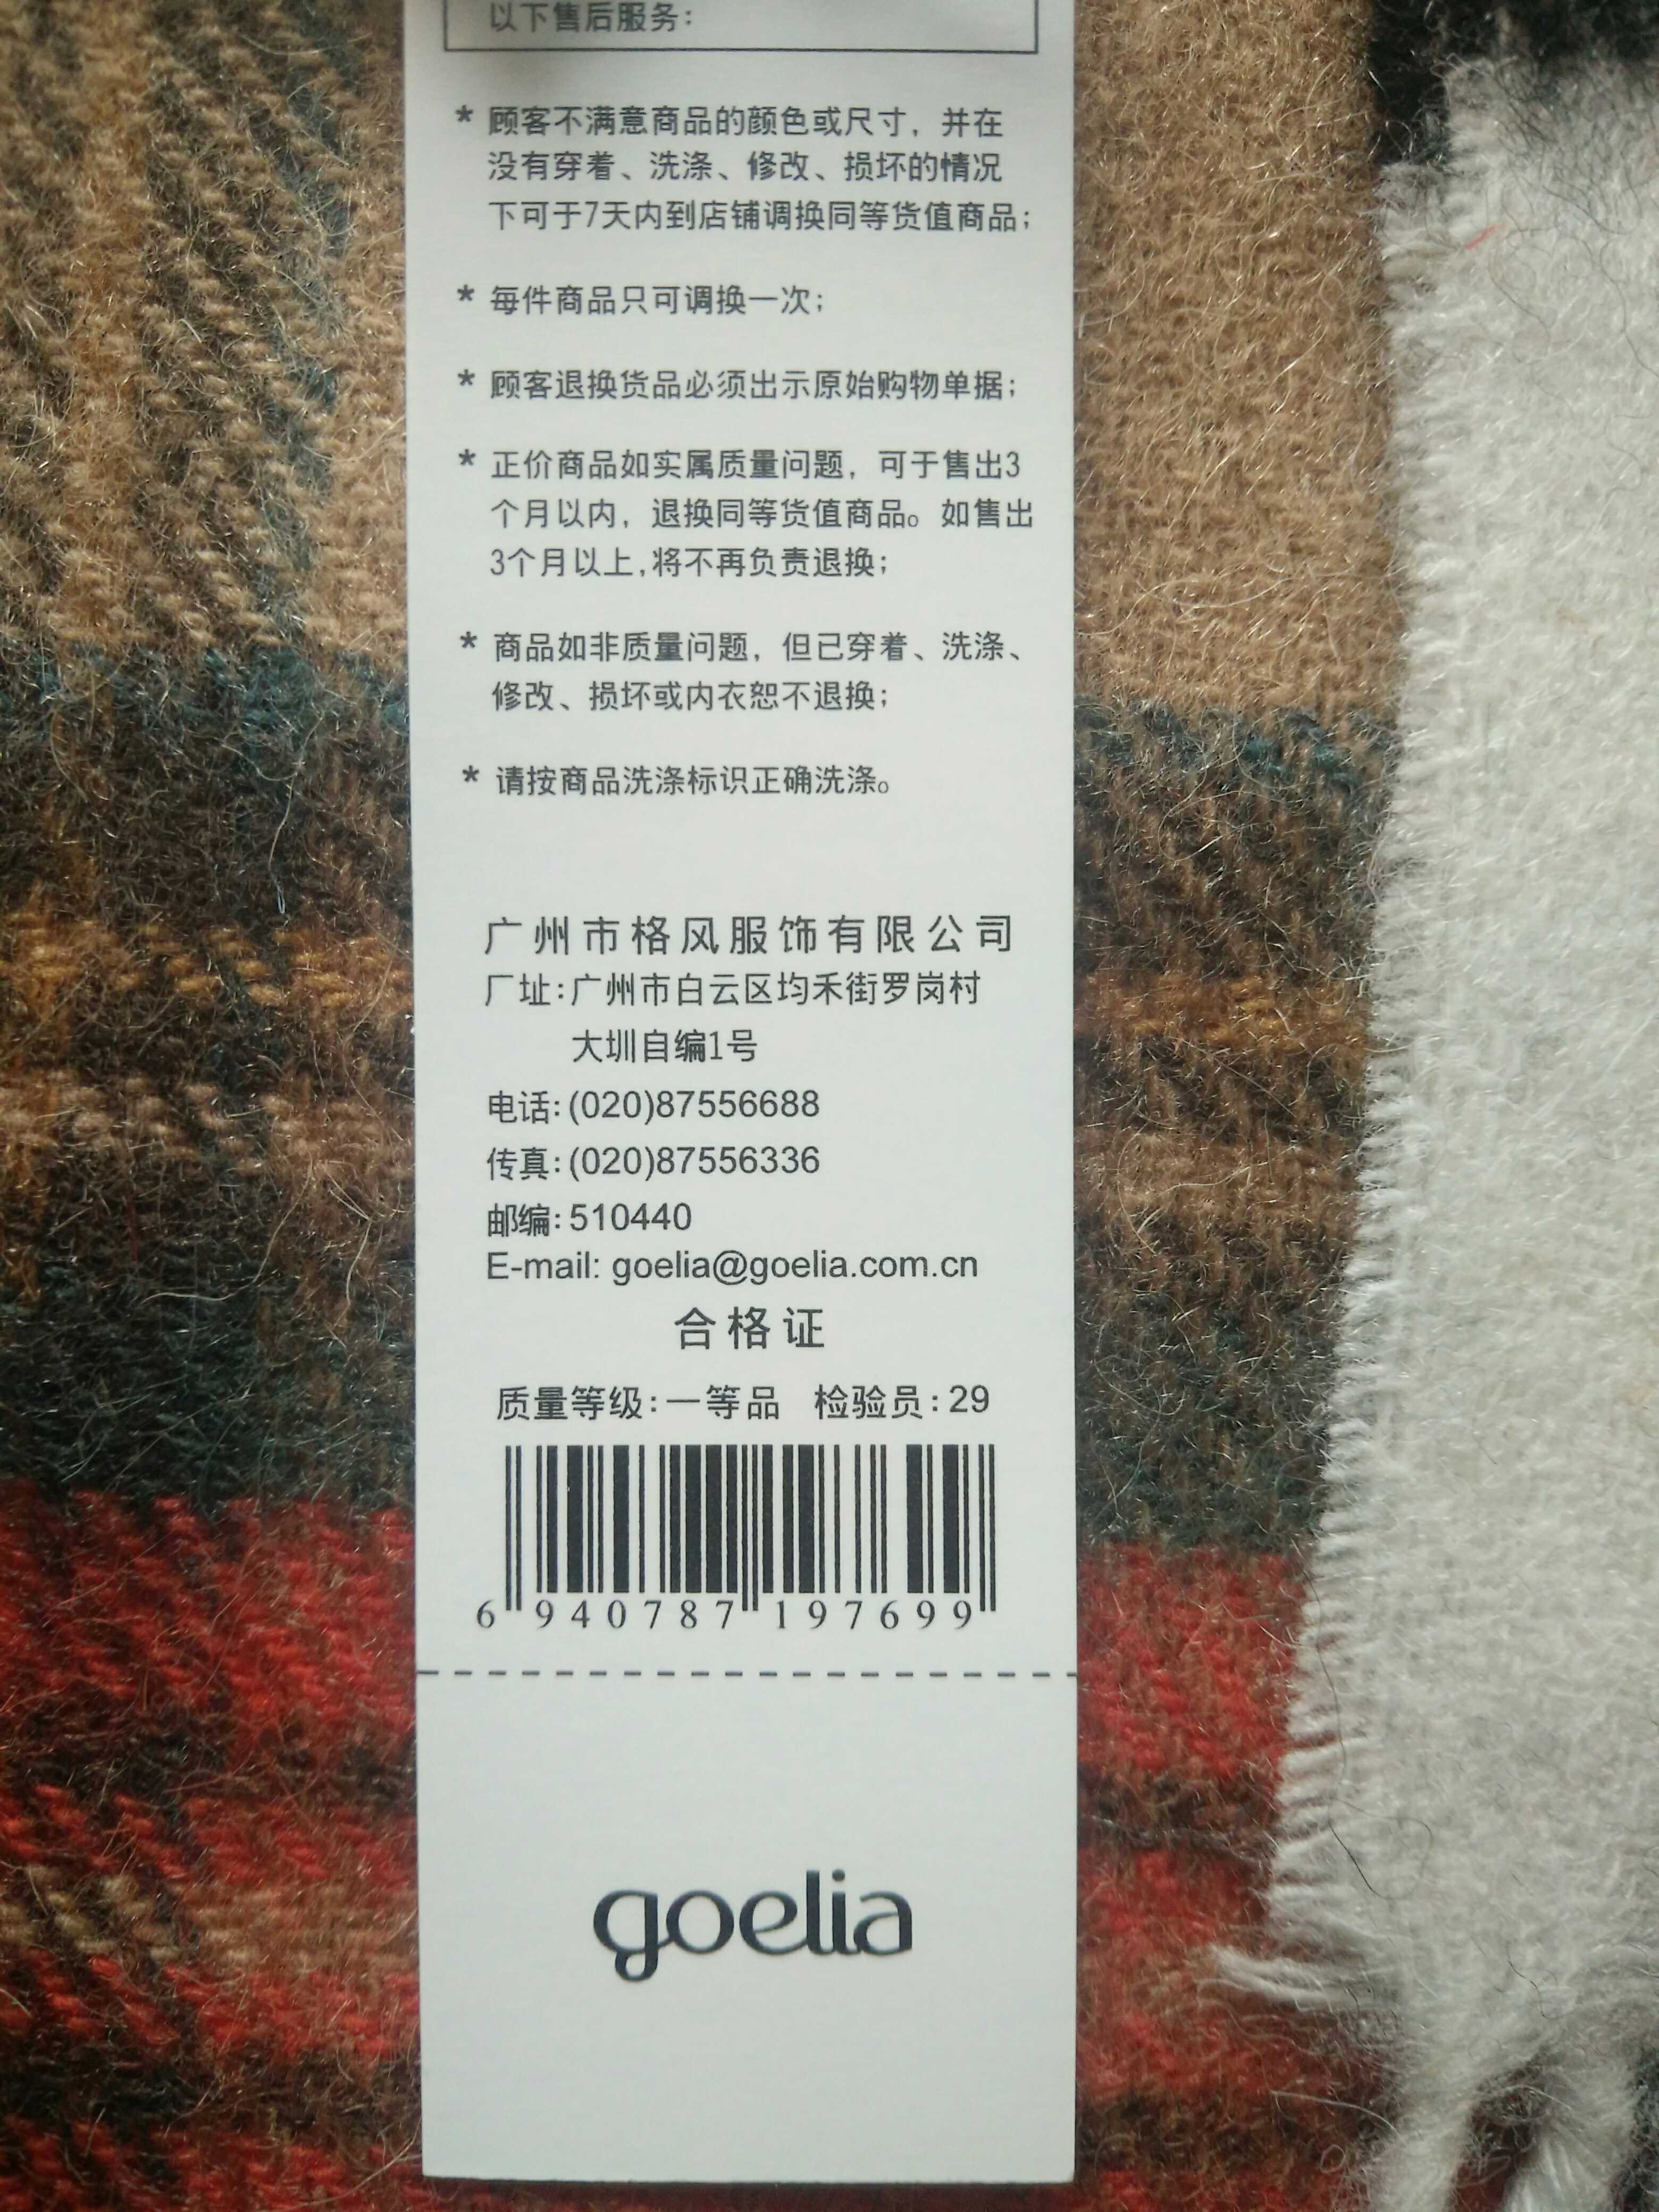 以下售后服务:
* 顾客不满意商品的颜色或尺寸，并在
没有穿着、洗涤、修改、损坏的情况
下可于7天内到店铺调换同等货值商品；
* 每件商品只可调换一次；
* 顾客退换货品必须出示原始购物单据；
* 正价商品如实属质量问题，可于售出3
个月以内，退换同等货值商品。如售出
3个月以上,将不再负责退换；
* 商品如非质量问题，但已穿着、洗涤、
修改、损坏或内衣恕不退换；
* 请按商品洗涤标识正确洗涤。
广州市格风服饰有限公司
厂址:广州市白云区均禾街罗岗村
大圳自编1号
电话:(020)87556688
传真:(020)87556336
邮编:510440
E-mail: goelia@goelia.com.cn
合格证
质量等级:一等品 检验员:29
6 940787 197699
goelia